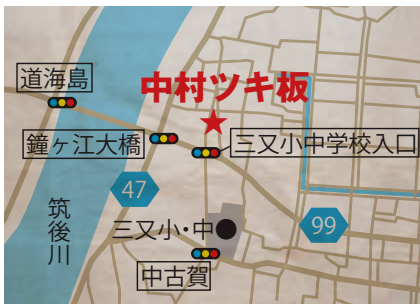 道海島
中村ツキ板
鐘ヶ江大橋
三又小中学校入口
47
筑後川
三又小・中
99
中古賀